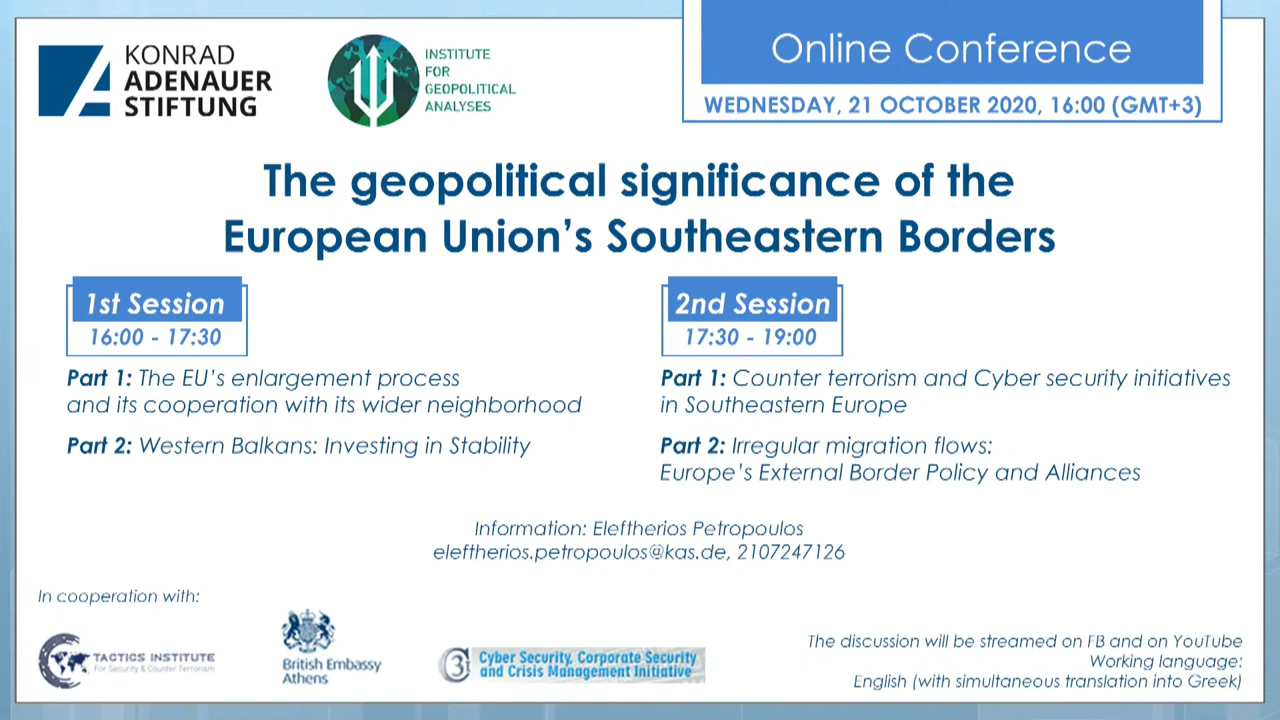 KONRAD
ADENAUER
STIFTUNG
INSTITUTE
FOR
GEOPOLITICAL
ANALYSES
Online Conference
WEDNESDAY, 21 OCTOBER 2020, 16:00 (GMT+3)
The geopolitical significance of the
European Union's Southeastern Borders
1st Session
16:00 - 17:30
Part 1: The EU's enlargement process
and its cooperation with its wider neighborhood
Part 2: Western Balkans: Investing in Stability
2nd Session
17:30 - 19:00
Part 1: Counter terrorism and Cyber security initiatives
in Southeastern Europe
Part 2: Irregular migration flows:
Europe's External Border Policy and Alliances
Information: Eleftherios Petropoulos
eleftherios.petropoulos@kas.de, 2107247126
In cooperation with:
TACTICS INSTITUTE
For Security & Counter Terrorism
British Embassy
Athens
3
Cyber Security, Corporate Security
and Crisis Management Initiative
The discussion will be streamed on FB and on YouTube
Working language:
English (with simultaneous translation into Greek)